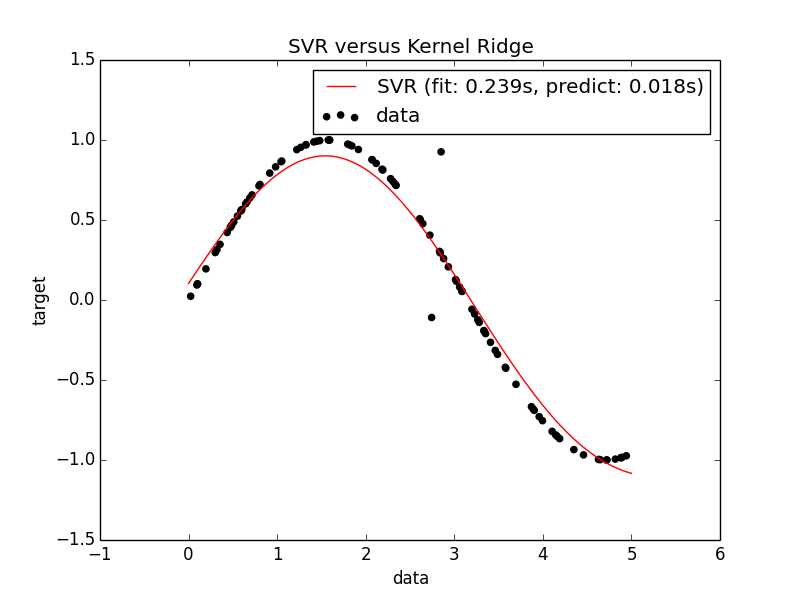 SVR versus Kernel Ridge
SVR (fit: 0.239s, predict: 0.018s)
data
1.5
1.0
0.5
0.0
−0.5
−1.0
−1.5
target
−1 0 1 2 3 4 5 6
data